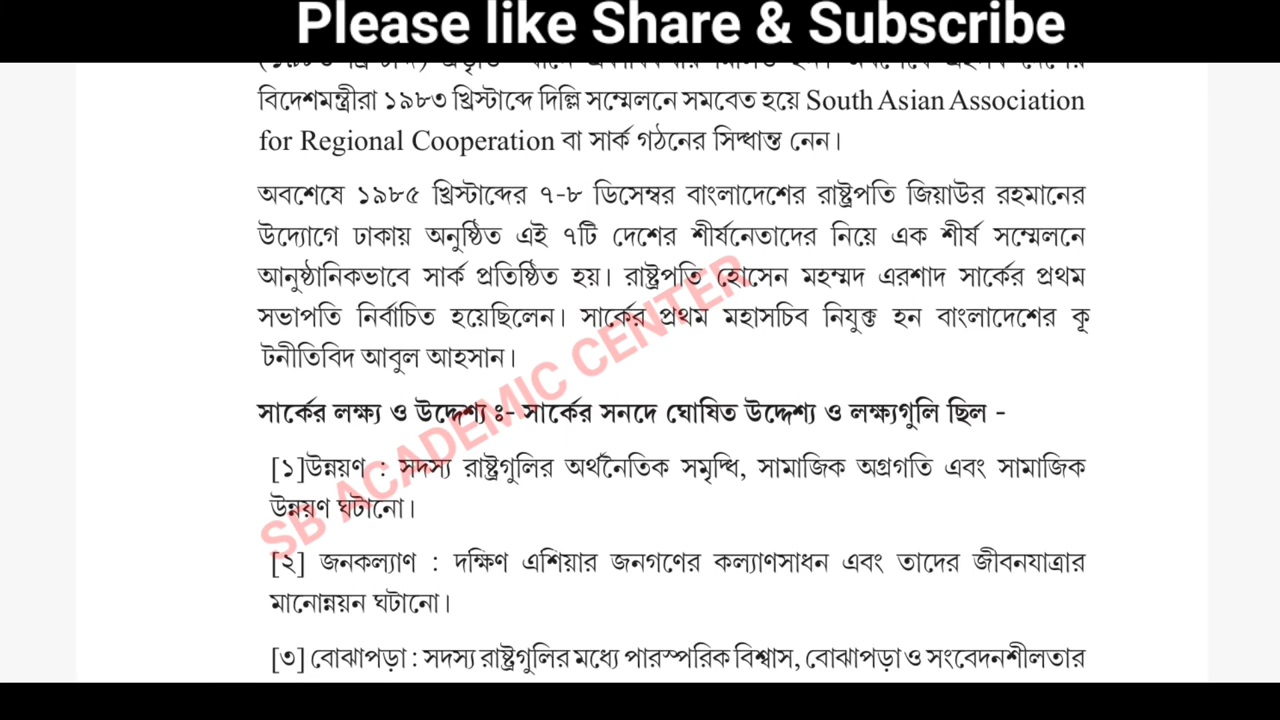 Please like Share & Subscribe
বিদেশমন্ত্রীরা ১৯৮৩ খ্রিস্টাব্দে দিল্লি সম্মেলনে সমবেত হয়ে South Asian Association
for Regional Cooperation বা সার্ক গঠনের সিদ্ধান্ত নেন।
অবশেষে ১৯৮৫ খ্রিস্টাব্দের ৭-৮ ডিসেম্বর বাংলাদেশের রাষ্ট্রপতি জিয়াউর রহমানের
উদ্যোগে ঢাকায় অনুষ্ঠিত এই ৭টি দেশের শীর্ষনেতাদের নিয়ে এক শীর্ষ সম্মেলনে
আনুষ্ঠানিকভাবে সার্ক প্রতিষ্ঠিত হয়। রাষ্ট্রপতি হোসেন মহম্মদ এরশাদ সার্কের প্রথম
সভাপতি নির্বাচিত হয়েছিলেন। সার্কের প্রথম মহাসচিব নিযুক্ত হন বাংলাদেশের কূ
টনীতিবিদ আবুল আহসান।
সার্কের লক্ষ্য ও উদ্দেশ্য ঃ- সার্কের সনদে ঘোষিত উদ্দেশ্য ও লক্ষ্যগুলি ছিল -
[১]উন্নয়ণ : সদস্য রাষ্ট্রগুলির অর্থনৈতিক সমৃদ্ধি, সামাজিক অগ্রগতি এবং সামাজিক
উন্নয়ণ ঘটানো।
[২] জনকল্যাণ : দক্ষিণ এশিয়ার জনগণের কল্যাণসাধন এবং তাদের জীবনযাত্রার
মানোন্নয়ন ঘটানো।
[৩] বোঝাপড়া : সদস্য রাষ্ট্রগুলির মধ্যে পারস্পরিক বিশ্বাস, বোঝাপড়া ও সংবেদনশীলতার
SB ACADEMIC CENTER